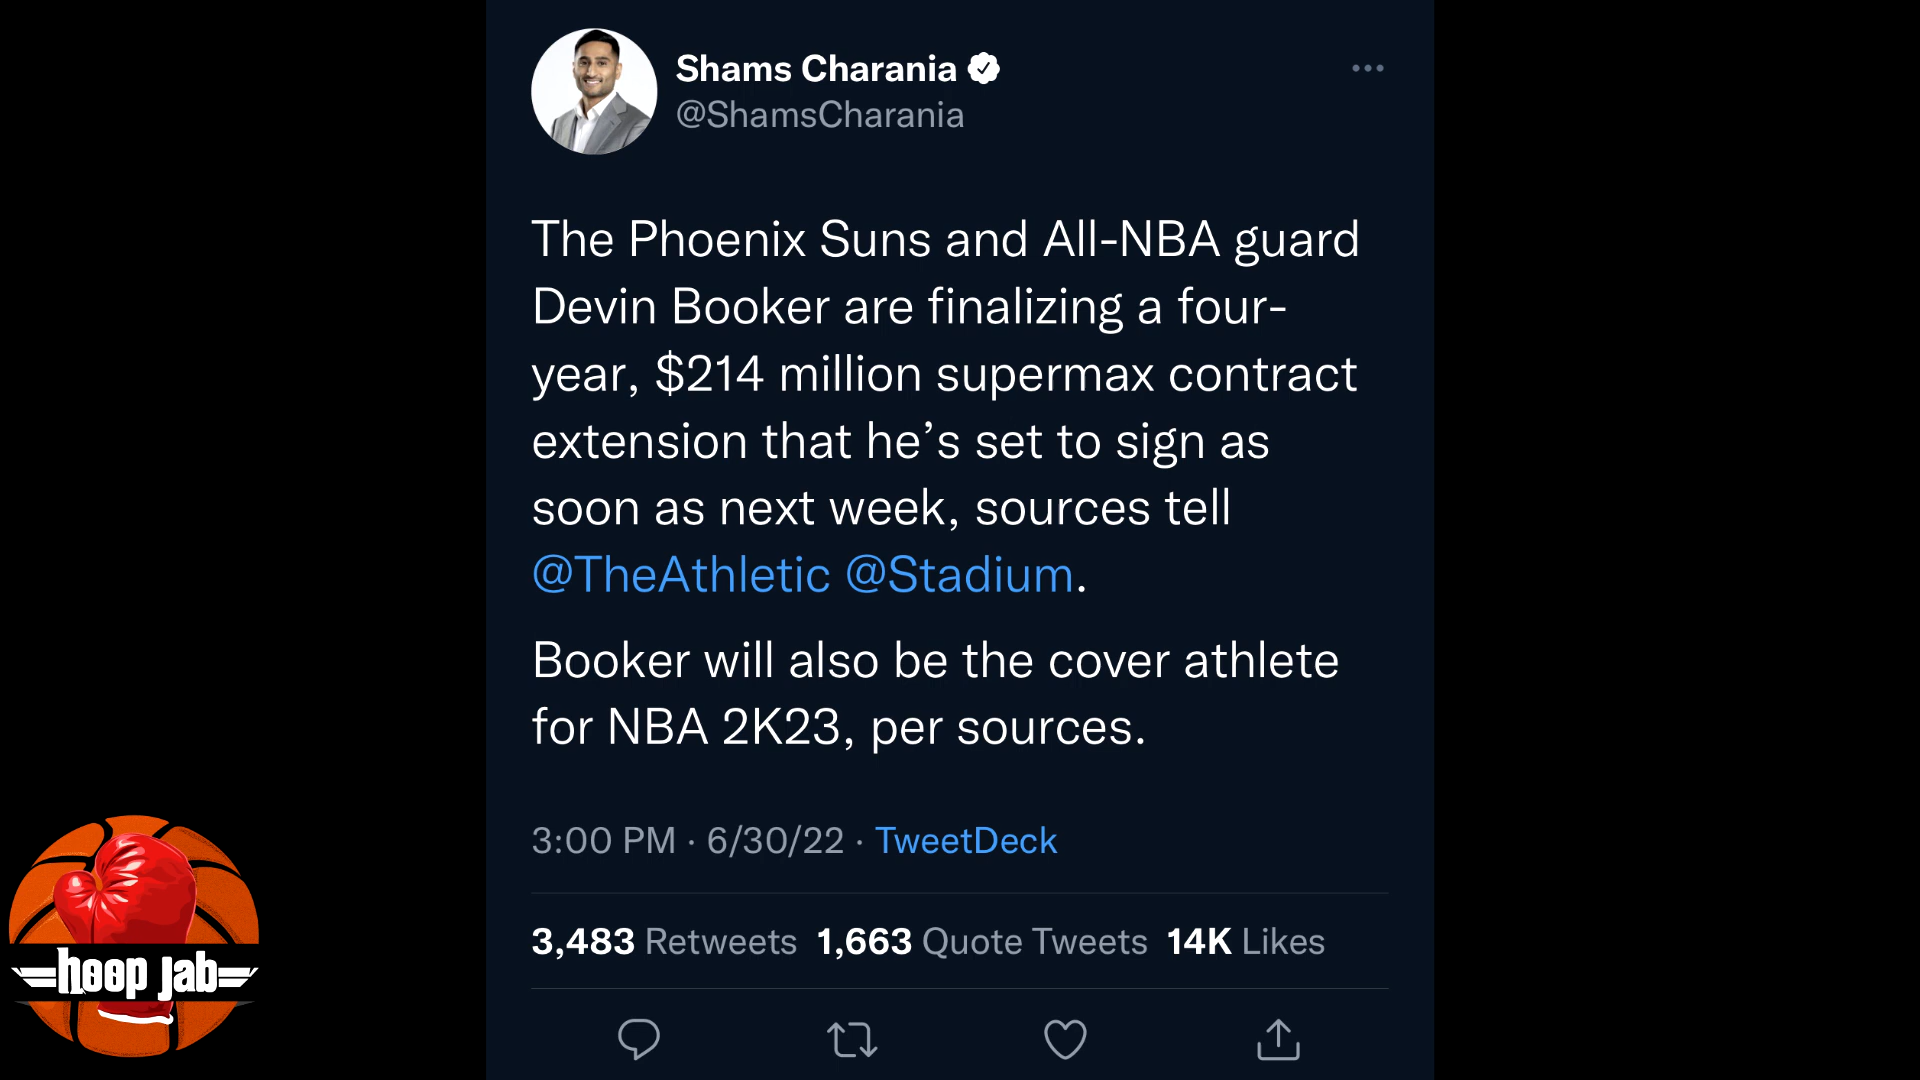 Shams Charania
@ShamsCharania
The Phoenix Suns and All-NBA guard
Devin Booker are finalizing a four-
year, $214 million supermax contract
extension that he’s set to sign as
soon as next week, sources tell
@TheAthletic @Stadium.
Booker will also be the cover athlete
for NBA 2K23, per sources.
3:00 PM · 6/30/22 · TweetDeck
3,483 Retweets 1,663 Quote Tweets 14K Likes
hoop jab